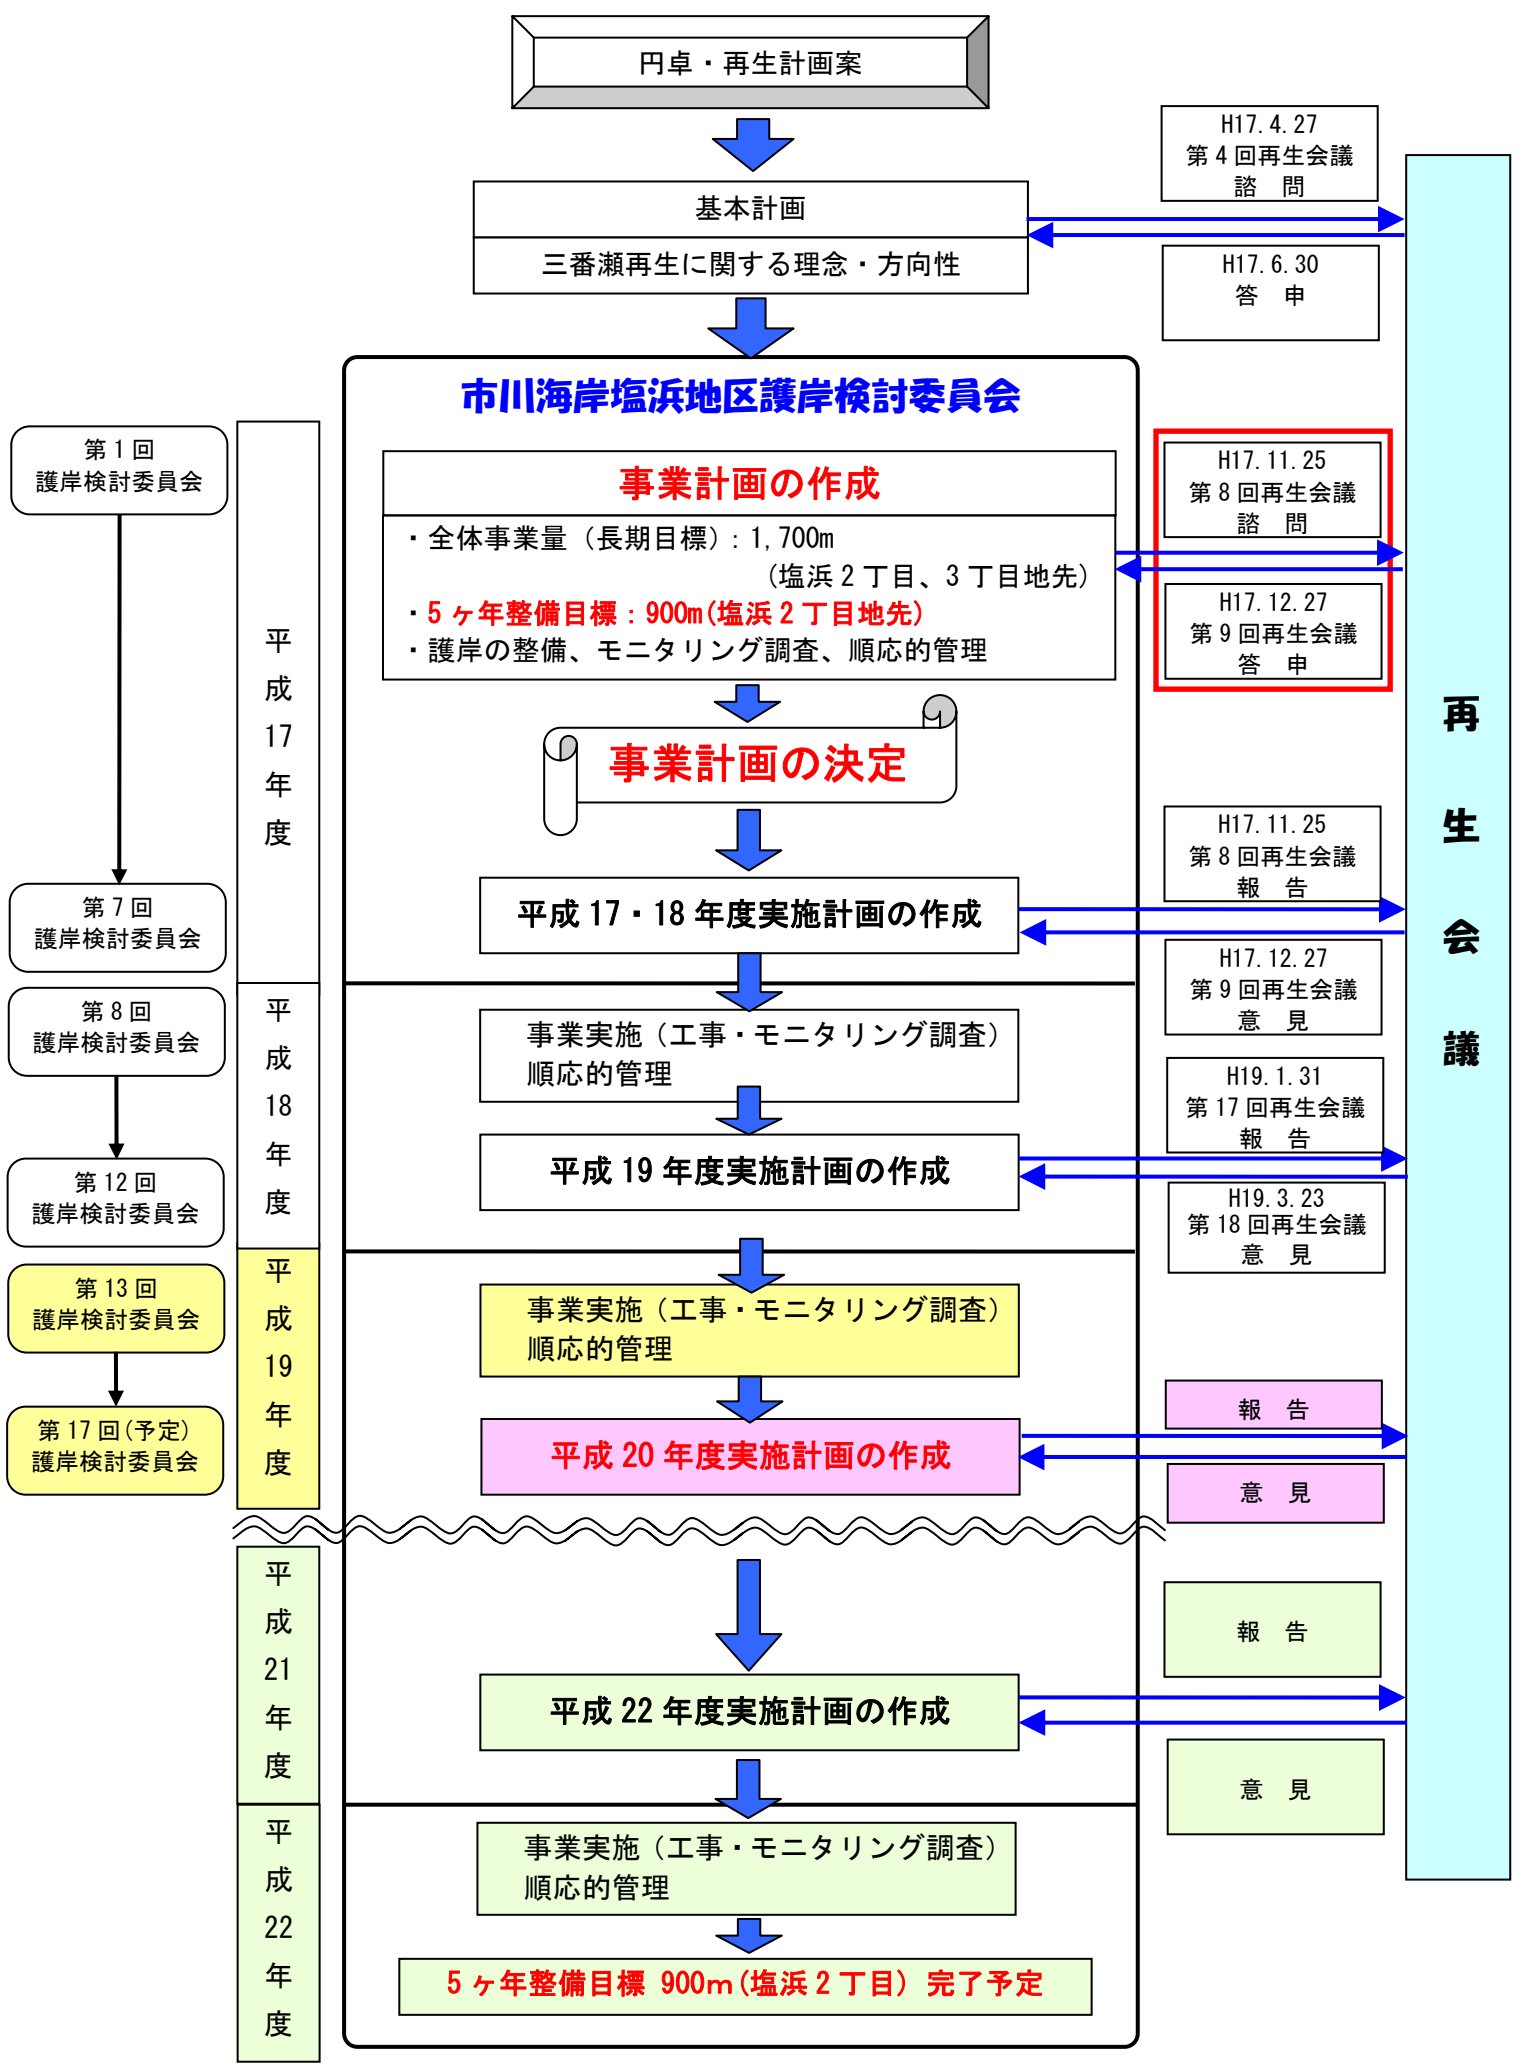 円卓・再生計画案
H17.4.27
第4回再生会議
諮　問
基本計画
三番瀬再生に関する理念・方向性
H17.6.30
答　申
市川海岸塩浜地区護岸検討委員会
第1回
護岸検討委員会
事業計画の作成
・全体事業量（長期目標）：1,700m
（塩浜2丁目、3丁目地先）
・5ヶ年整備目標：900m(塩浜2丁目地先)
・護岸の整備、モニタリング調査、順応的管理
H17.11.25
第8回再生会議
諮　問
H17.12.27
第9回再生会議
答　申
平成17年度
再生会議
事業計画の決定
H17.11.25
第8回再生会議
報　告
第7回
護岸検討委員会
平成17・18年度実施計画の作成
H17.12.27
第9回再生会議
意　見
第8回
護岸検討委員会
平成18年度
事業実施（工事・モニタリング調査）
順応的管理
H19.1.31
第17回再生会議
報　告
第12回
護岸検討委員会
平成19年度実施計画の作成
H19.3.23
第18回再生会議
意　見
第13回
護岸検討委員会
平成19年度
事業実施（工事・モニタリング調査）
順応的管理
第17回(予定)
護岸検討委員会
平成20年度実施計画の作成
報　告
意　見
平成21年度
報　告
平成22年度実施計画の作成
意　見
平成22年度
事業実施（工事・モニタリング調査）
順応的管理
5ヶ年整備目標 900ｍ(塩浜2丁目) 完了予定